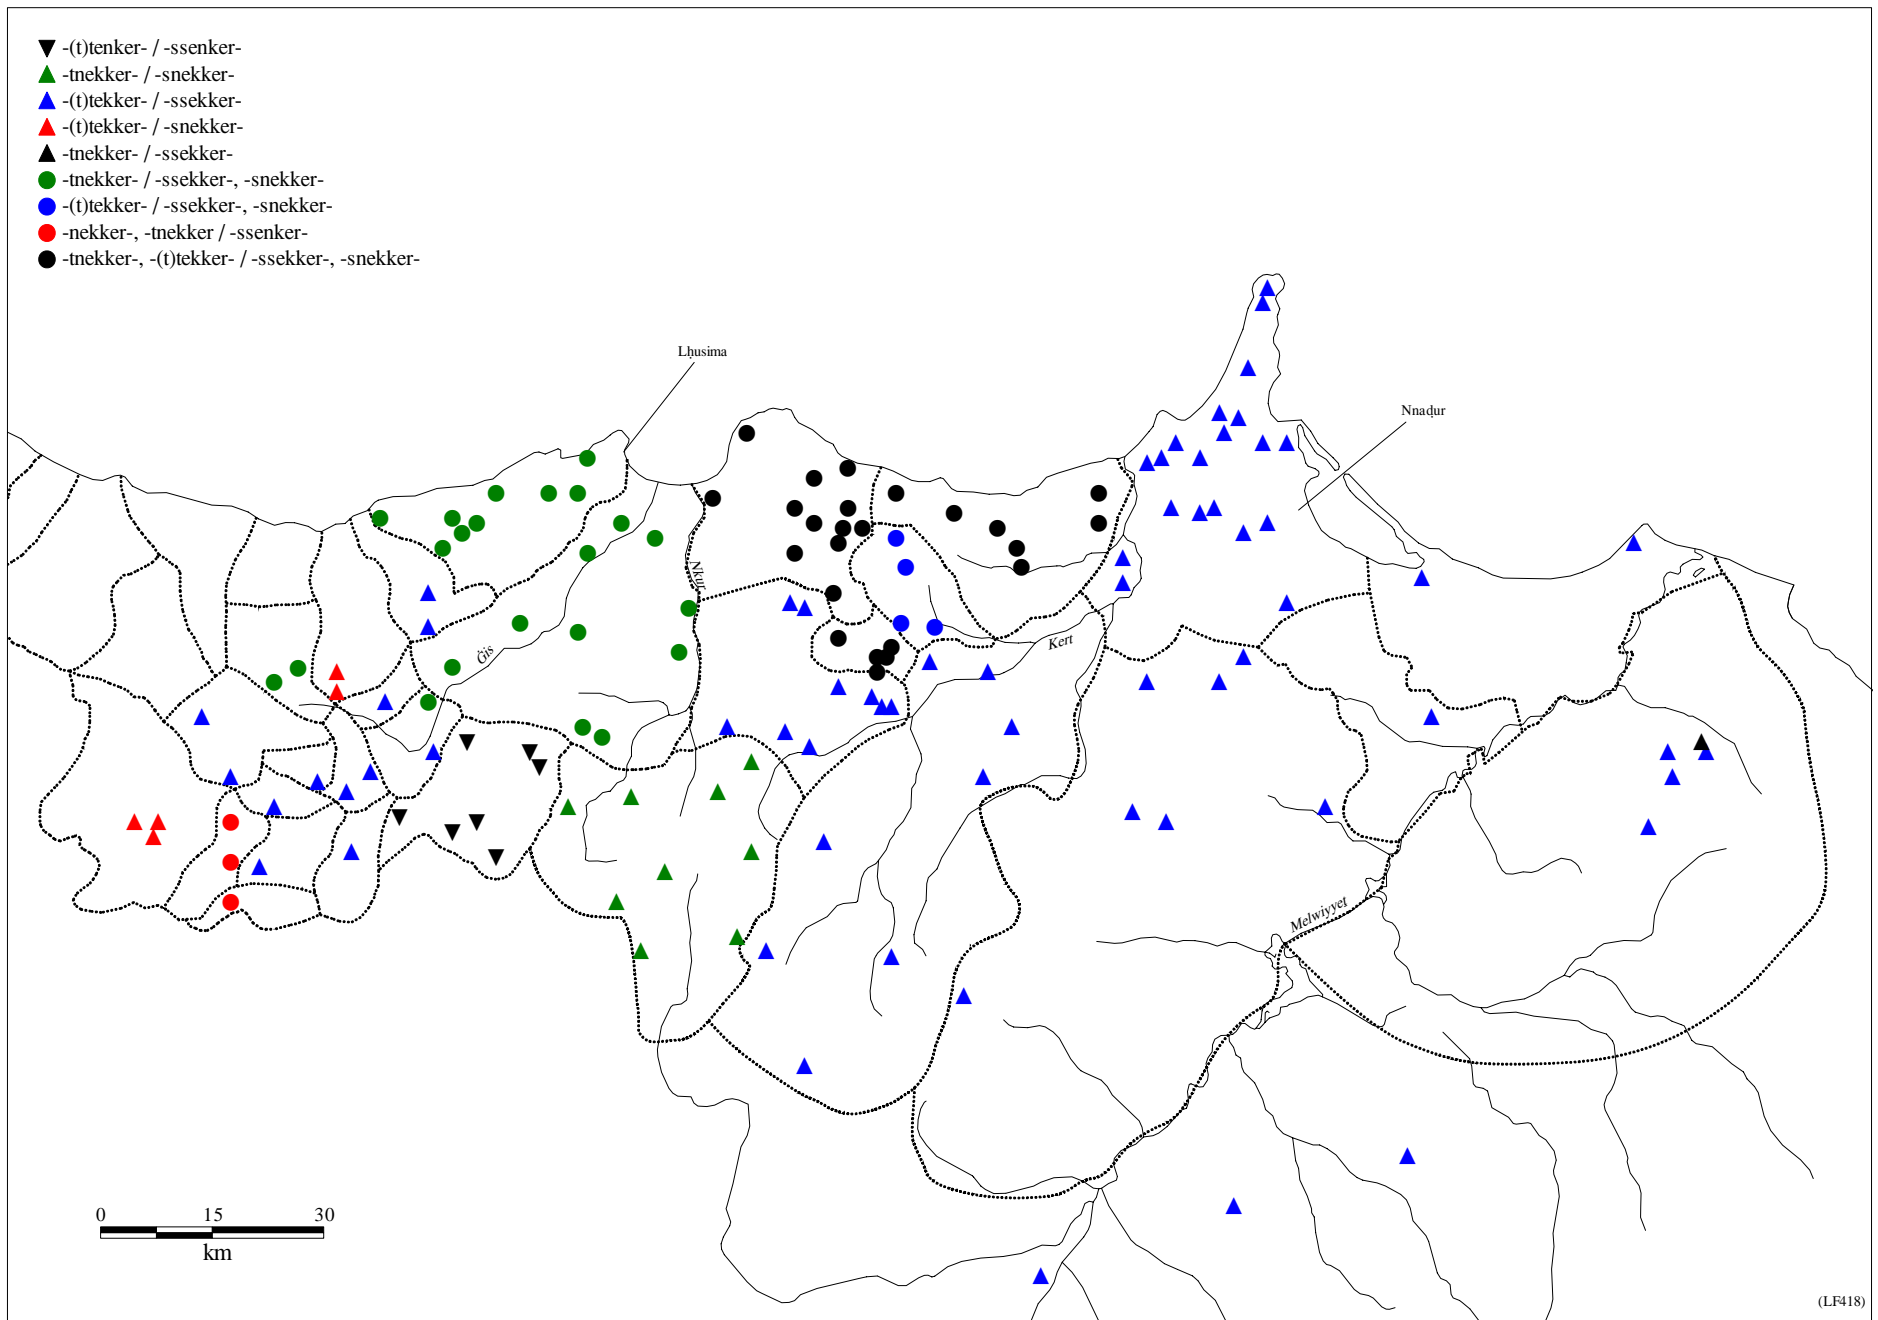 -(t)tenker- / -ssenker-
-tnekker- / -snekker-
-(t)tekker- / -ssekker-
-(t)tekker- / -snekker-
-tnekker- / -ssekker-
-tnekker- / -ssekker-, -snekker-
-(t)tekker- / -ssekker-, -snekker-
-nekker-, -tnekker / -ssenker-
-tnekker-, -(t)tekker- / -ssekker-, -snekker-
Lḥusima
Nnaḍur
Nkur
Ġis
Kert
Melwiyyet
0 15 30
km
(LF418)